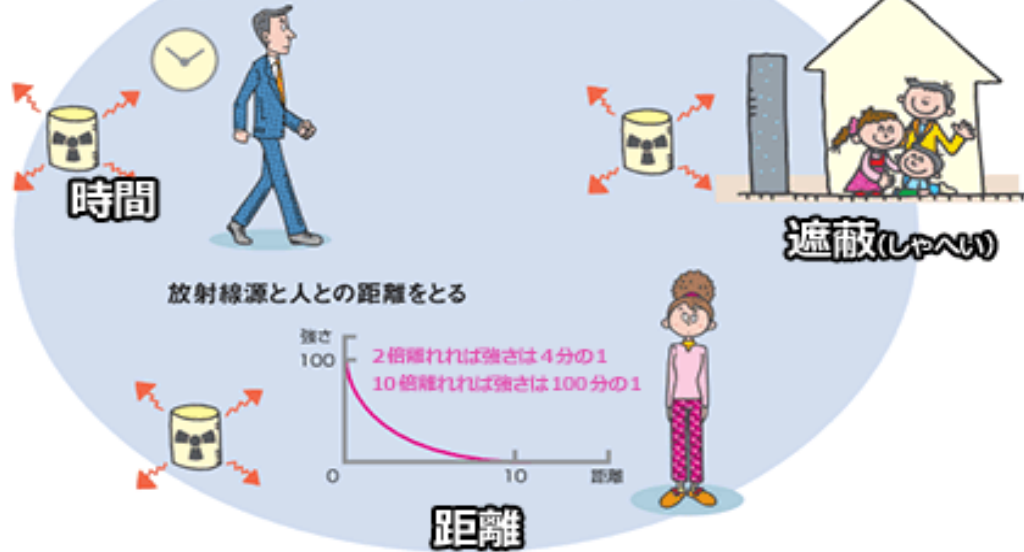 時間
遮蔽(しゃへい)
放射線源と人との距離をとる
強さ
100
2倍離れれば強さは4分の1
10倍離れれば強さは100分の1
0
10
距離
距離